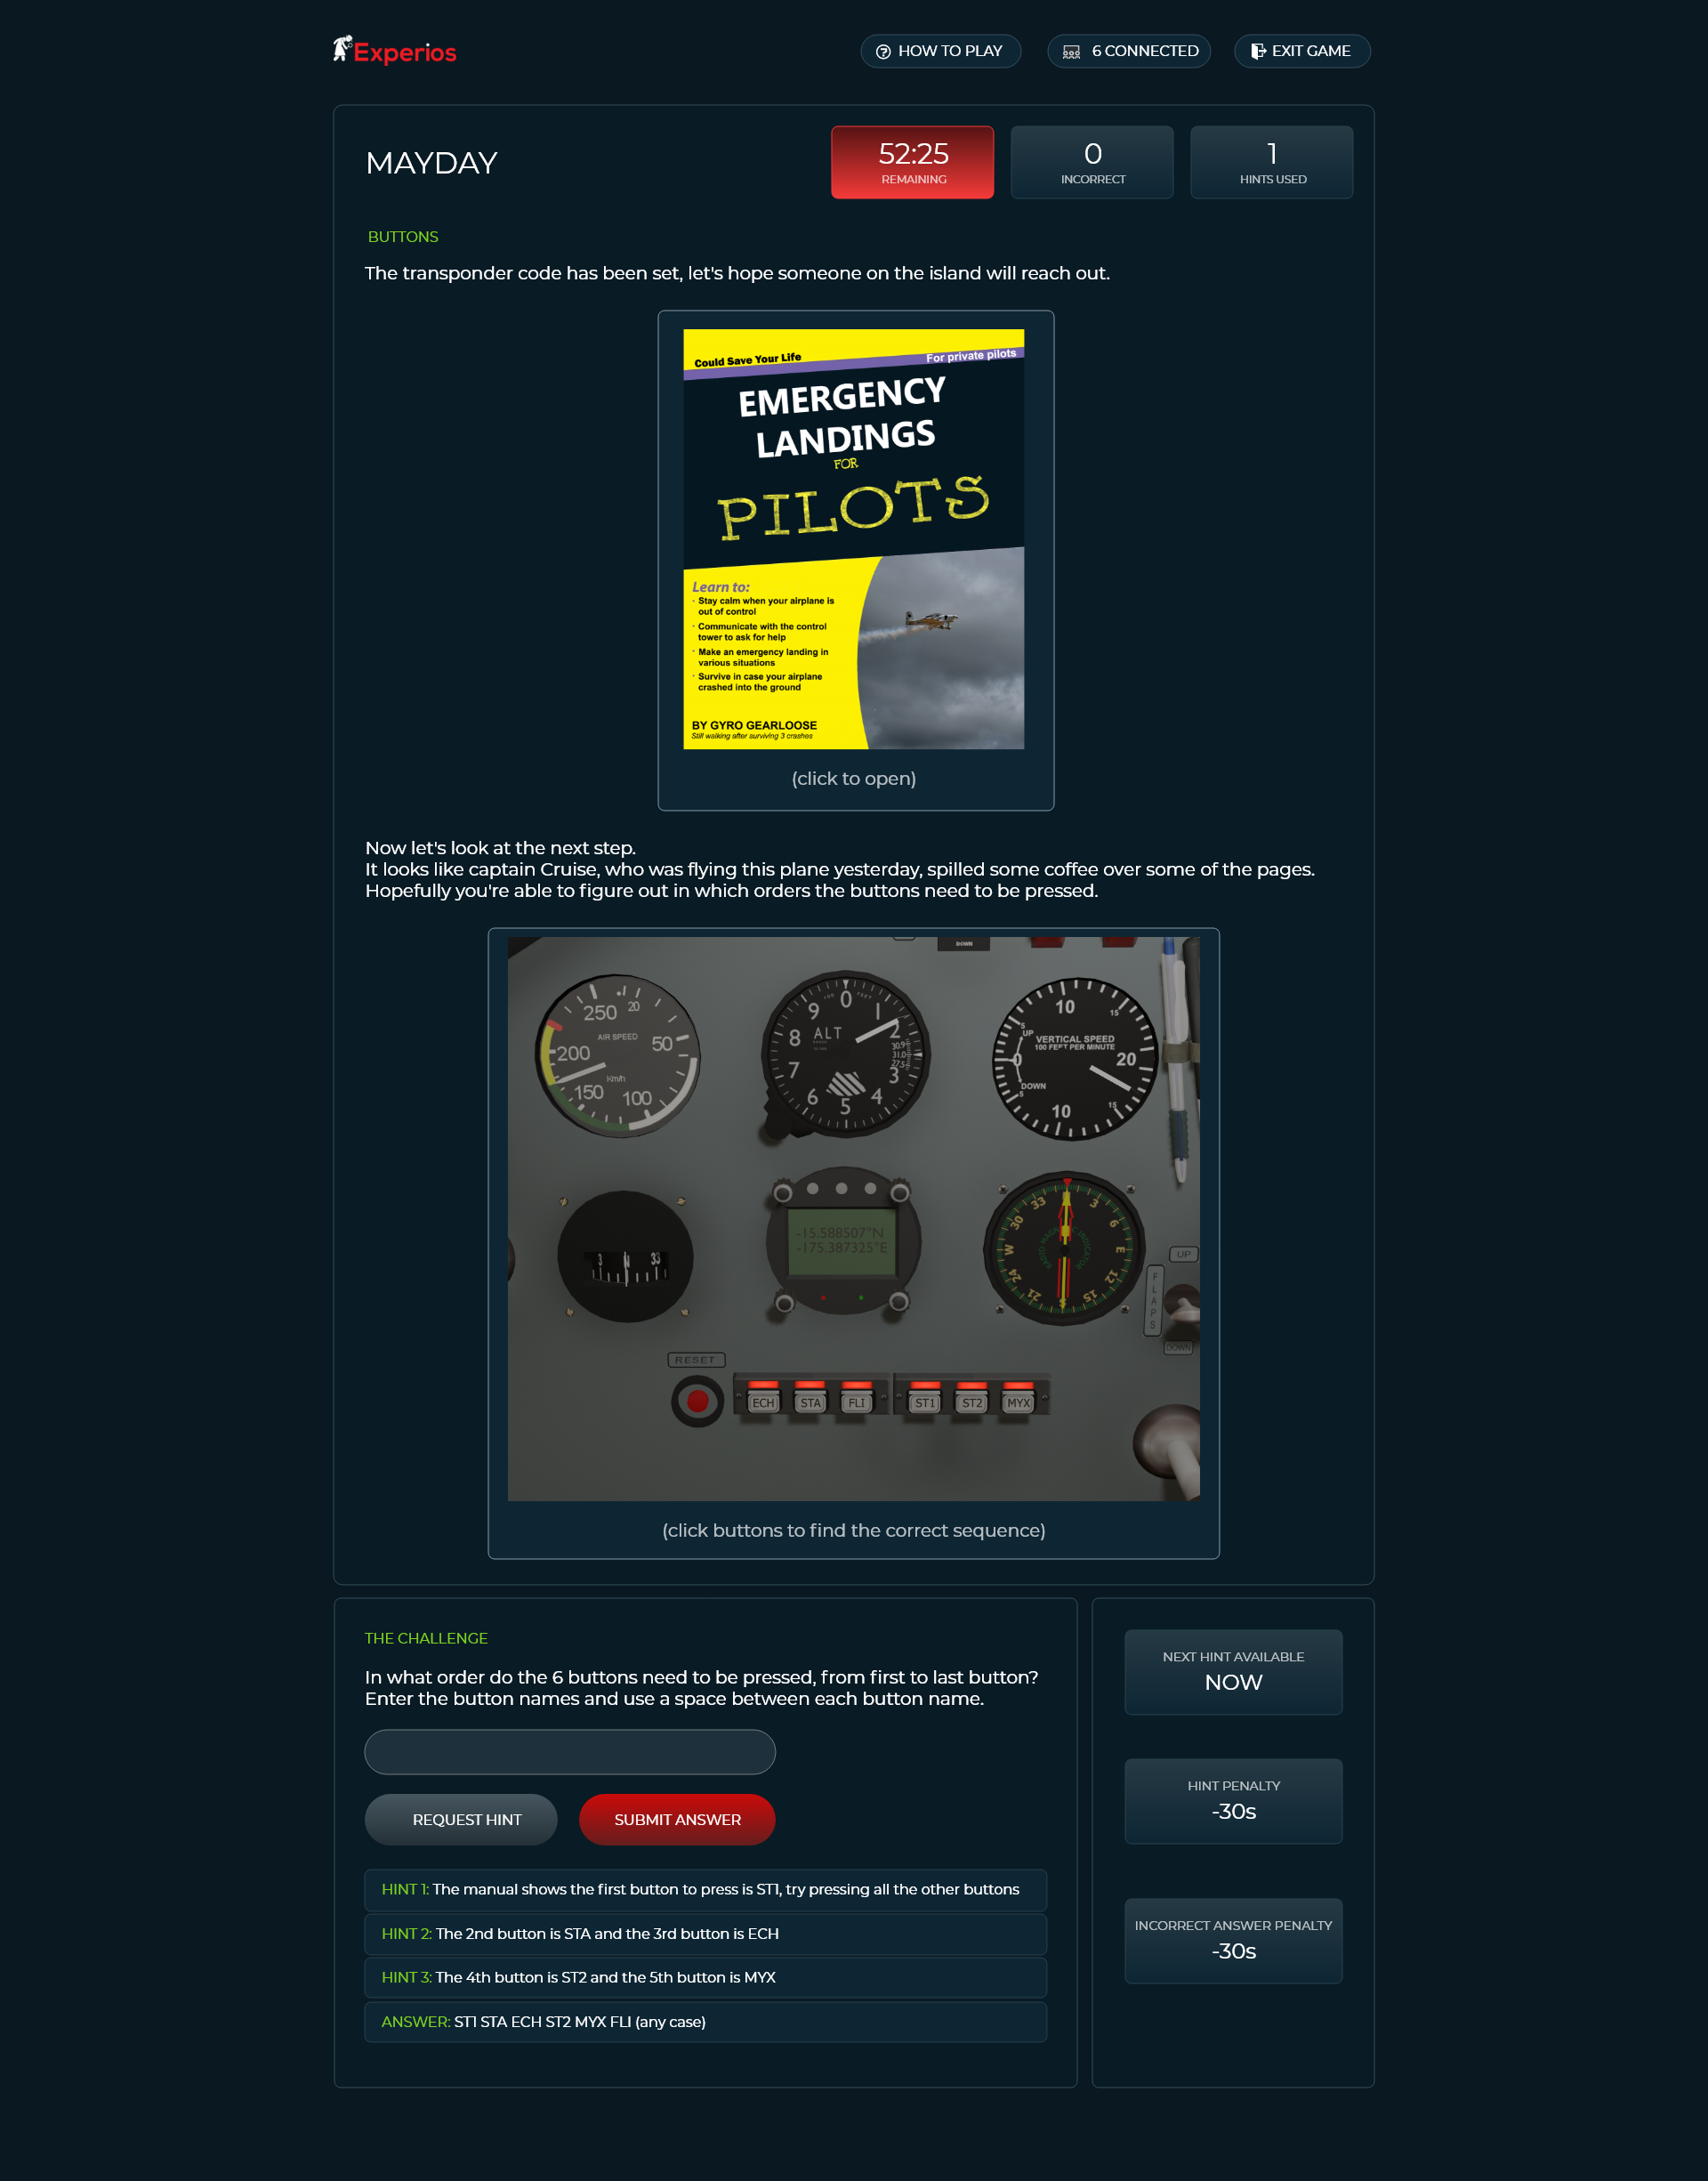 Experios
HOW TO PLAY
6 CONNECTED
EXIT GAME
MAYDAY
52:25
REMAINING
0
INCORRECT
1
HINTS USED
BUTTONS
The transponder code has been set, let's hope someone on the island will reach out.
Could Save Your Life
For private pilots
EMERGENCY
LANDINGS
FOR
PILOTS
Learn to:
· Stay calm when your airplane is
out of control
· Communicate with the control
tower to ask for help
· Make an emergency landing in
various situations
· Survive in case your airplane
crashed into the ground
BY GYRO GEARLOOSE
Still walking after surviving 3 crashes
(click to open)
Now let's look at the next step.
It looks like captain Cruise, who was flying this plane yesterday, spilled some coffee over some of the pages.
Hopefully you're able to figure out in which orders the buttons need to be pressed.
DOWN
250 20
AIR SPEED
50
200
Km/h
150 100
0
9 1
ALT
8 2
30.9
31.0
27.5
7 3
6 4
5
10
15
5
UP
VERTICAL SPEED
100 FEET PER MINUTE
0 20
DOWN
5
15
10
3 N 33
-15.588507°N
-175.387325°E
33 3
30 6
W E
24 12
21 15
UP
FLAPS
DOWN
RESET
ECH STA FLI ST1 ST2 MYX
(click buttons to find the correct sequence)
THE CHALLENGE
In what order do the 6 buttons need to be pressed, from first to last button?
Enter the button names and use a space between each button name.
REQUEST HINT
SUBMIT ANSWER
HINT 1: The manual shows the first button to press is ST1, try pressing all the other buttons
HINT 2: The 2nd button is STA and the 3rd button is ECH
HINT 3: The 4th button is ST2 and the 5th button is MYX
ANSWER: ST1 STA ECH ST2 MYX FLI (any case)
NEXT HINT AVAILABLE
NOW
HINT PENALTY
-30s
INCORRECT ANSWER PENALTY
-30s